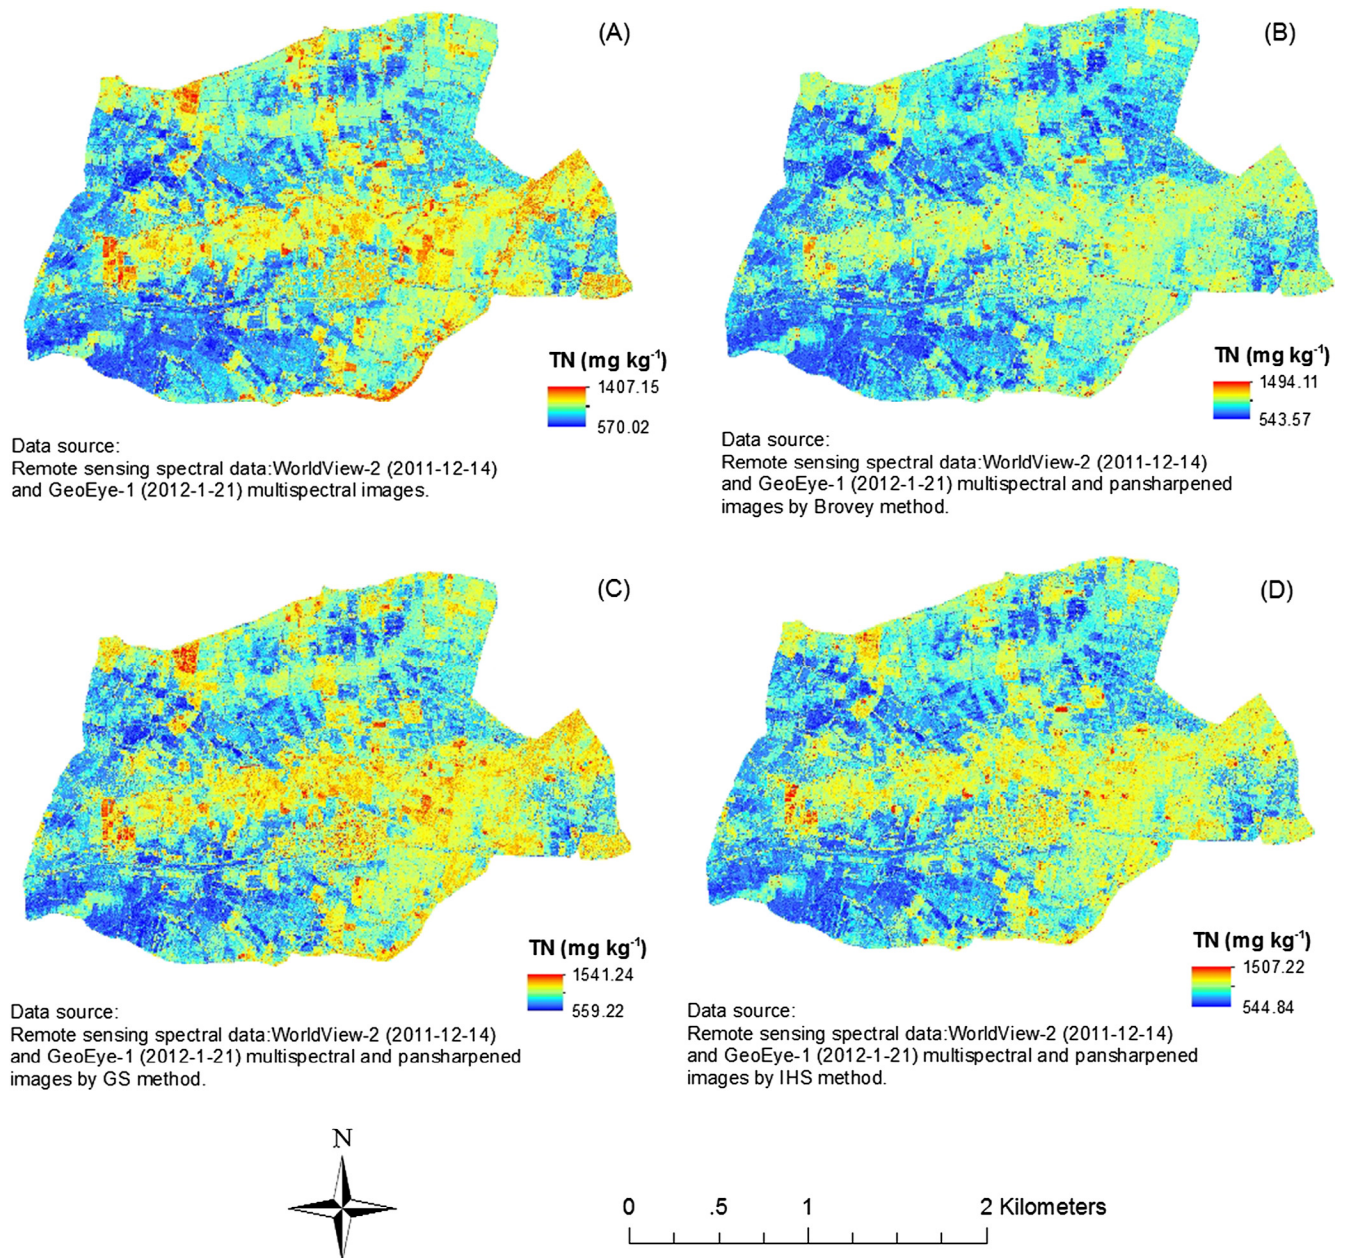 (A)
TN (mg kg-1)
1407.15
570.02
Data source:
Remote sensing spectral data:WorldView-2 (2011-12-14)
and GeoEye-1 (2012-1-21) multispectral images.
(B)
TN (mg kg-1)
1494.11
543.57
Data source:
Remote sensing spectral data:WorldView-2 (2011-12-14)
and GeoEye-1 (2012-1-21) multispectral and pansharpened
images by Brovey method.
(C)
TN (mg kg-1)
1541.24
559.22
Data source:
Remote sensing spectral data:WorldView-2 (2011-12-14)
and GeoEye-1 (2012-1-21) multispectral and pansharpened
images by GS method.
(D)
TN (mg kg-1)
1507.22
544.84
Data source:
Remote sensing spectral data:WorldView-2 (2011-12-14)
and GeoEye-1 (2012-1-21) multispectral and pansharpened
images by IHS method.
N
0 .5 1 2 Kilometers